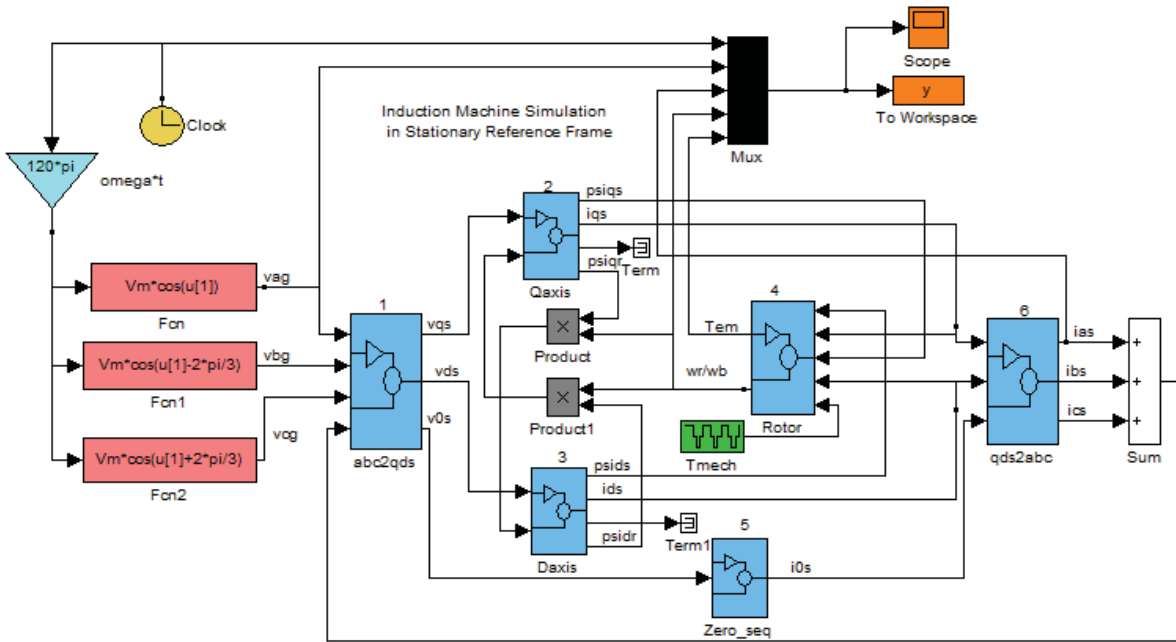 Scope
Clock
Induction Machine Simulation
in Stationary Reference Frame
y
To Workspace
Mux
120*pi
omega*t
2
psiqs
iqs
psiqr
Term
Qaxis
Vm*cos(u[1])
vag
Fcn
1
vqs
4
Tem
6
ias
Product
Vm*cos(u[1]-2*pi/3)
vbg
Fcn1
vds
wr/wb
ibs
Product1
v0s
ics
Vm*cos(u[1]+2*pi/3)
vcg
Fcn2
abc2qds
Rotor
qds2abc
Sum
+
+
+
Tmech
3
psids
ids
psidr
Term1
Daxis
5
i0s
Zero_seq